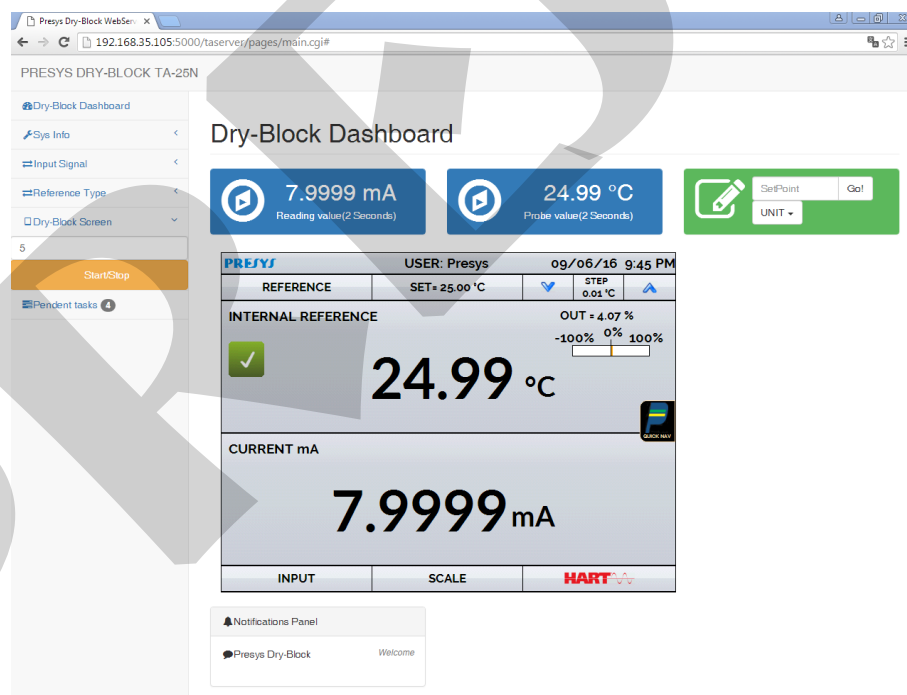 Presys Dry-Block WebServ
192.168.35.105:5000/taserver/pages/main.cgi#
PRESYS DRY-BLOCK TA-25N
Dry-Block Dashboard
Sys Info
Input Signal
Reference Type
Dry-Block Screen
5
Start/Stop
Pendent tasks 4
Dry-Block Dashboard
7.9999 mA
Reading value(2 Seconds)
24.99 °C
Probe value(2 Seconds)
SetPoint Go!
UNIT
PRESYS USER: Presys 09/06/16 9:45 PM
REFERENCE SET= 25.00 °C STEP
0.01 °C
INTERNAL REFERENCE OUT = 4.07 %
-100% 0% 100%
24.99 °C
QUICK NAV
CURRENT mA
7.9999 mA
INPUT SCALE HART
Notifications Panel
Presys Dry-Block Welcome